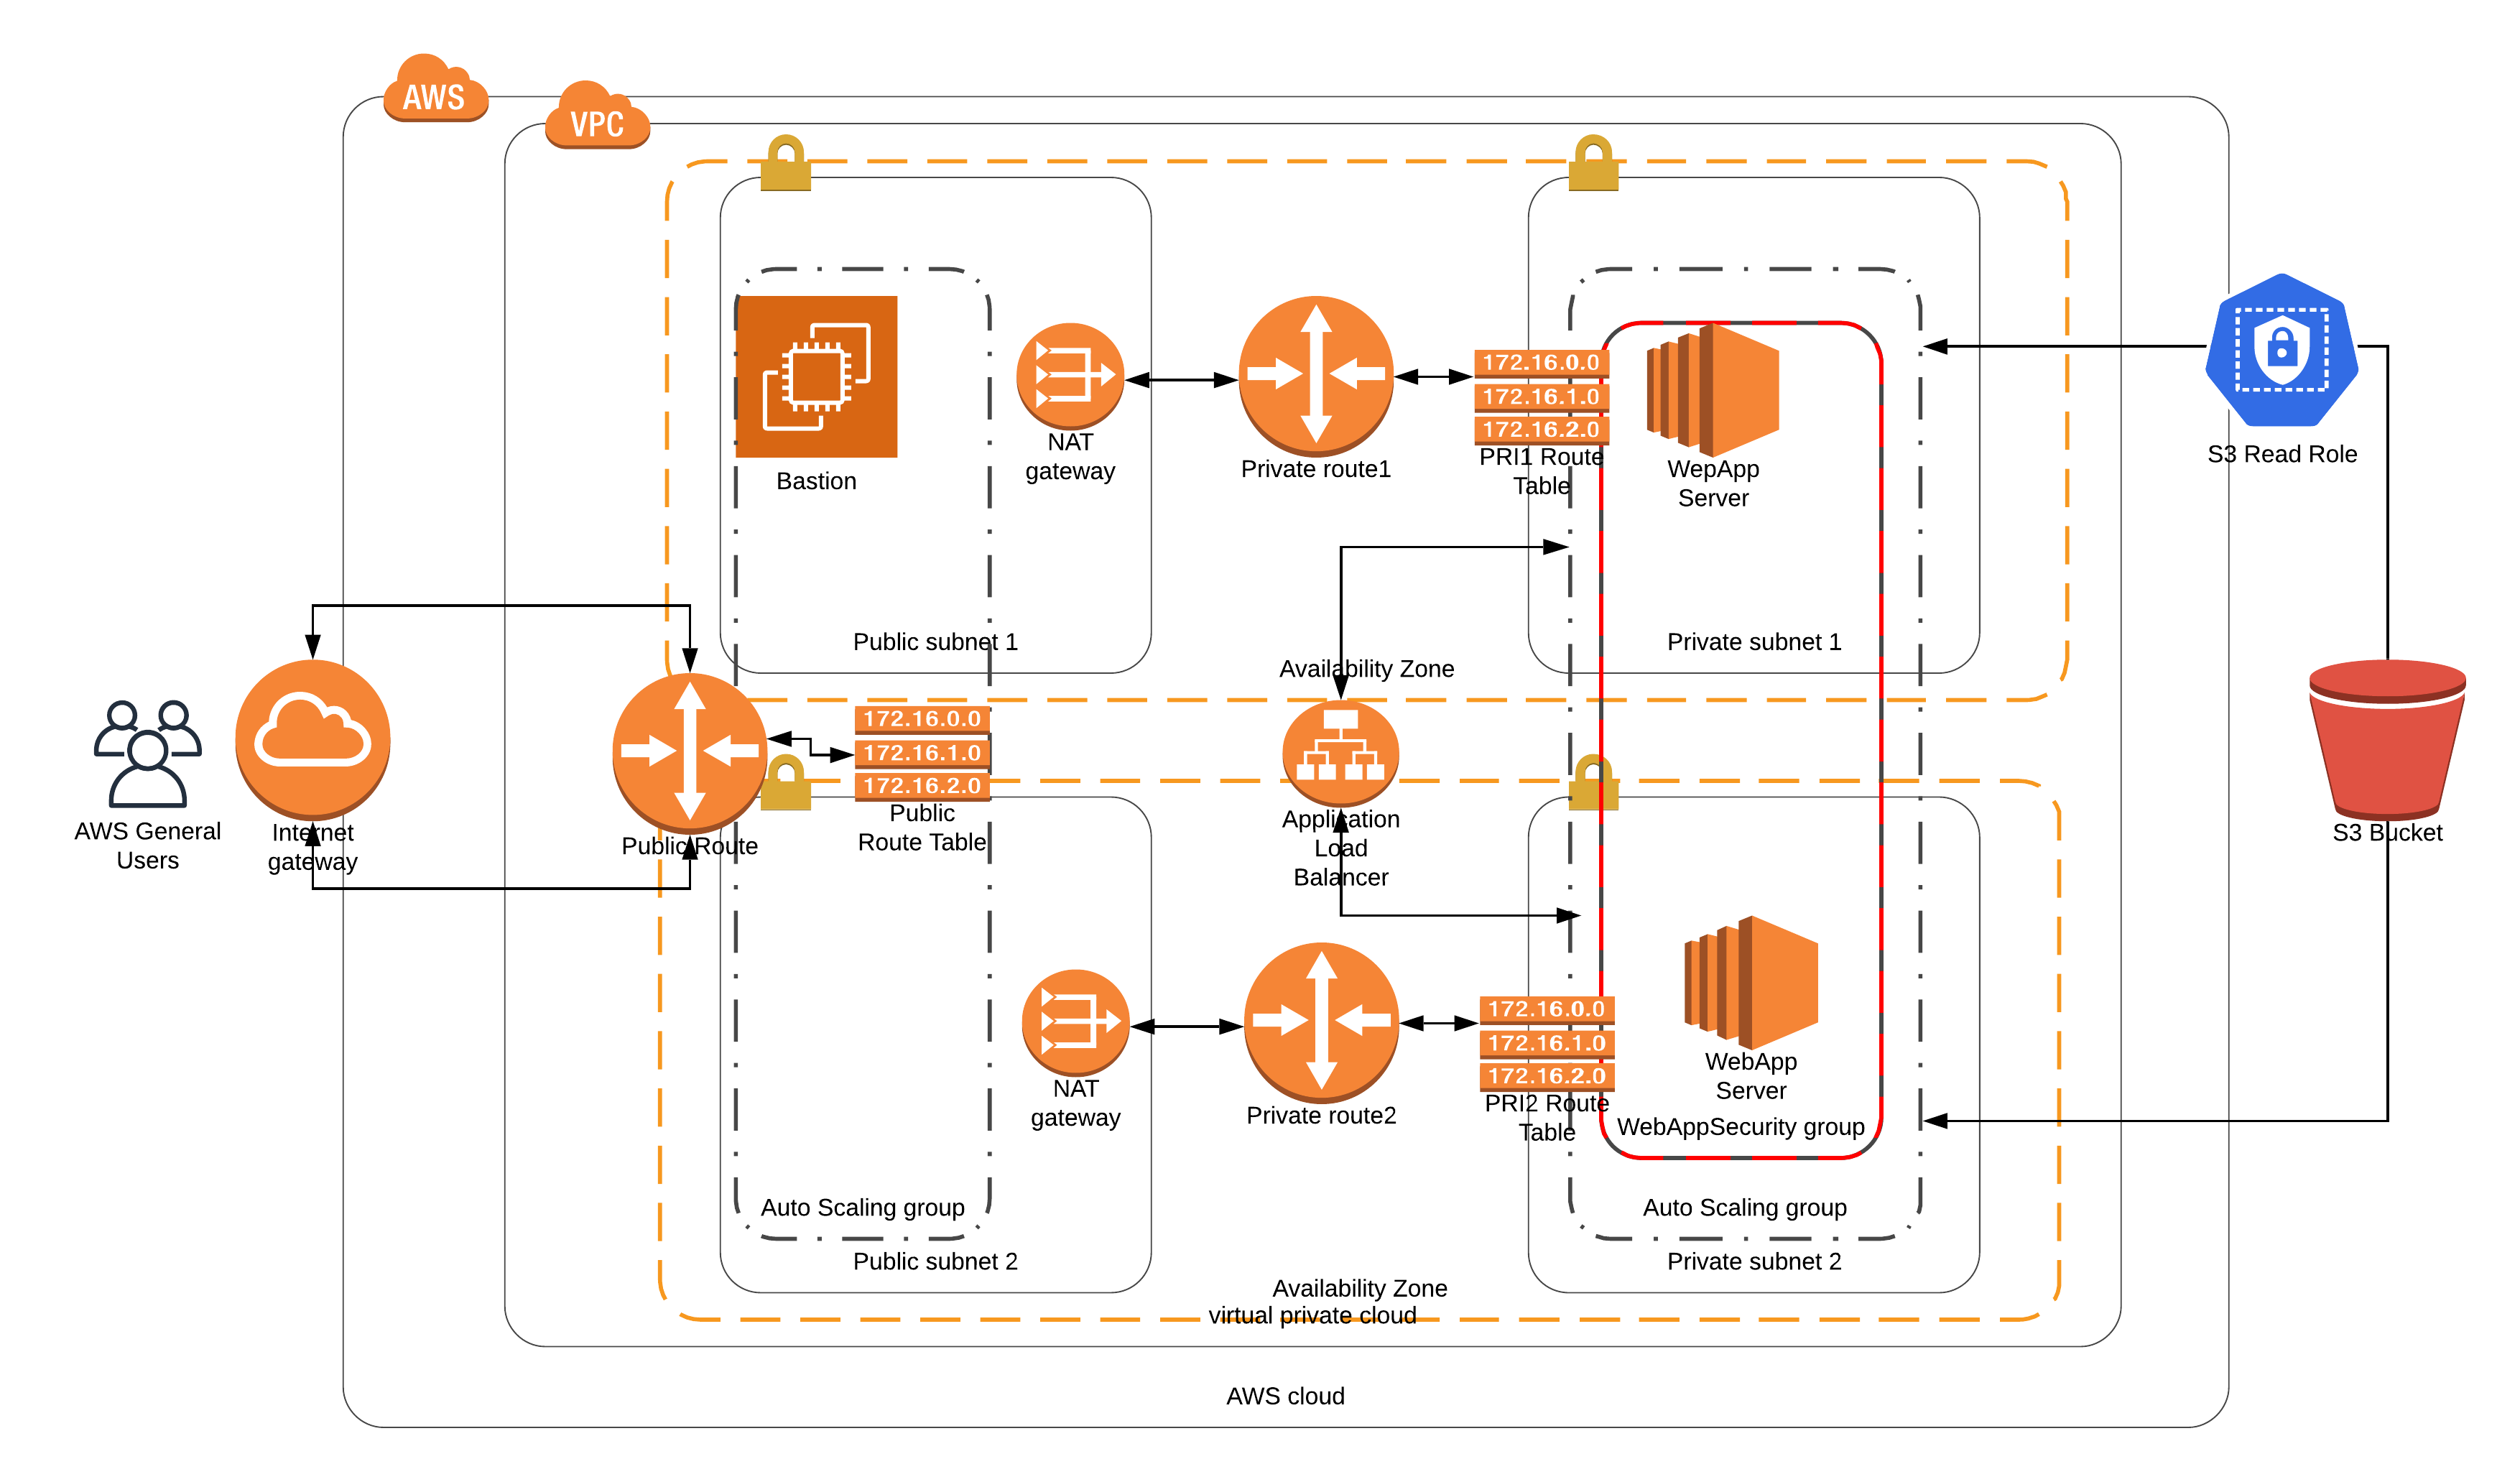 AWS
VPC
172.16.0.0
172.16.1.0
172.16.2.0
NAT
gateway
Private route1
PRI1 Route
Table
WepApp
Server
Bastion
S3 Read Role
Public subnet 1
Private subnet 1
Availability Zone
172.16.0.0
172.16.1.0
172.16.2.0
Public
Route Table
AWS General
Users
Internet
gateway
Public Route
Application
Load
Balancer
S3 Bucket
172.16.0.0
172.16.1.0
172.16.2.0
NAT
gateway
Private route2
PRI2 Route
Table
WebApp
Server
WebAppSecurity group
Auto Scaling group
Auto Scaling group
Public subnet 2
Private subnet 2
Availability Zone
virtual private cloud
AWS cloud